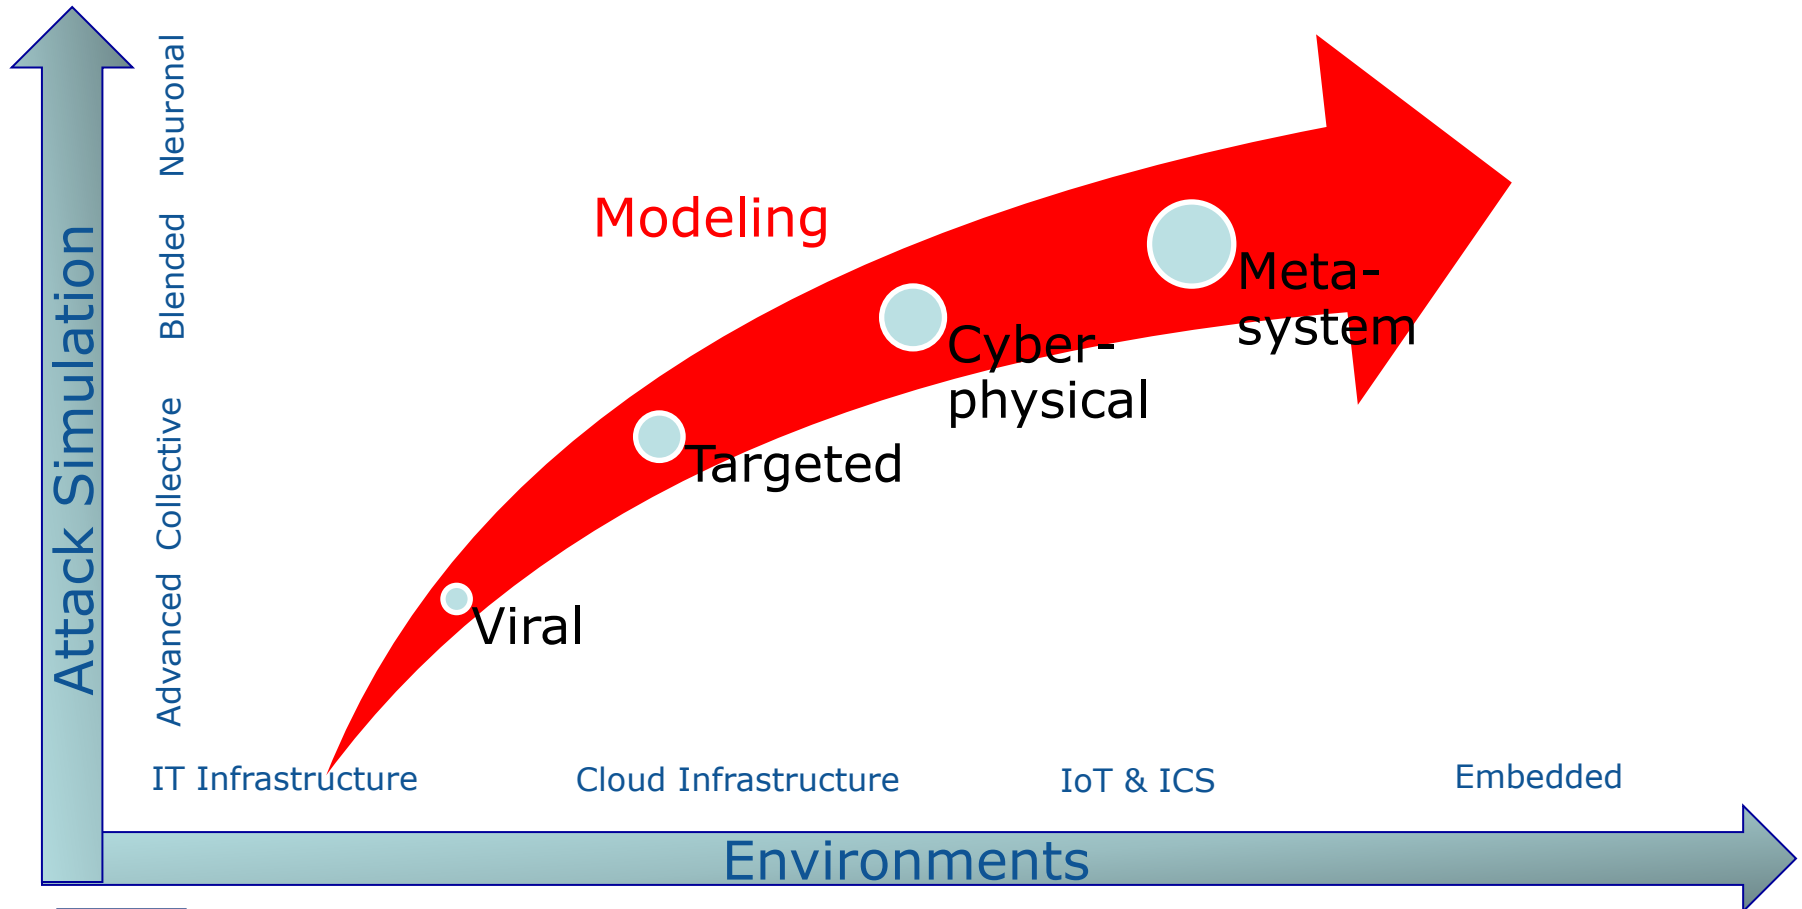 Attack Simulation
Neuronal
Blended
Collective
Advanced
Modeling
Meta-
system
Cyber-
physical
Targeted
Viral
IT Infrastructure
Cloud Infrastructure
IoT & ICS
Embedded
Environments